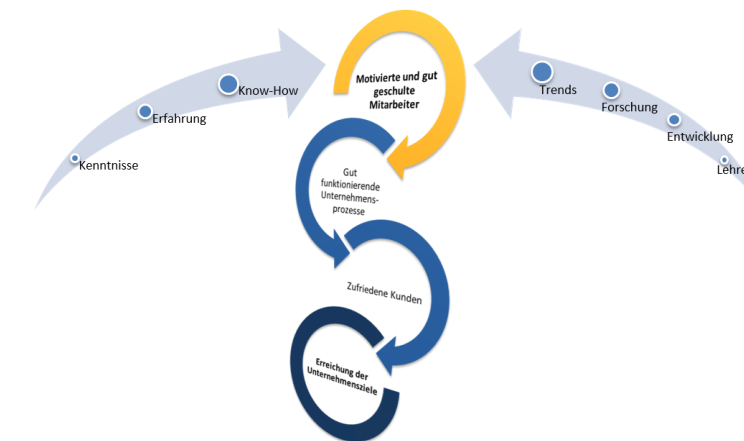 Motivierte und gut
geschulte
Mitarbeiter
Know-How
Erfahrung
Kenntnisse
Trends
Forschung
Entwicklung
Lehre
Gut
funktionierende
Unternehmens-
prozesse
Zufriedene Kunden
Erreichung der
Unternehmensziele